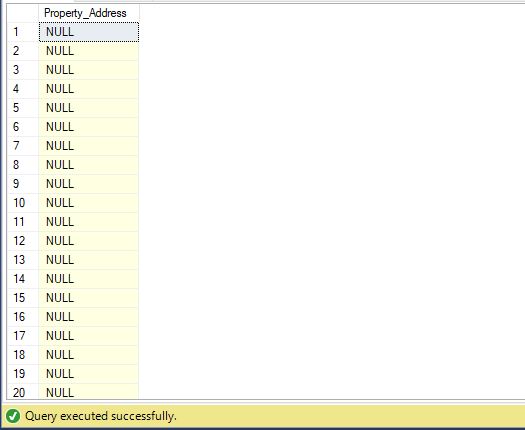 Property_Address
1 NULL
2 NULL
3 NULL
4 NULL
5 NULL
6 NULL
7 NULL
8 NULL
9 NULL
10 NULL
11 NULL
12 NULL
13 NULL
14 NULL
15 NULL
16 NULL
17 NULL
18 NULL
19 NULL
20 NULL
Query executed successfully.